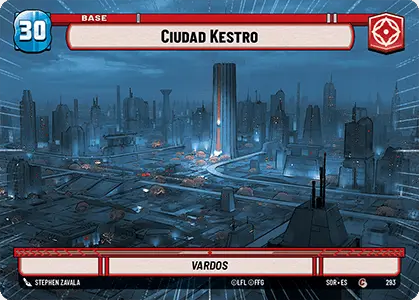 30
BASE
CIUDAD KESTRO
VARDOS
STEPHEN ZAVALA
©LFL ©FFG
SOR • ES
293